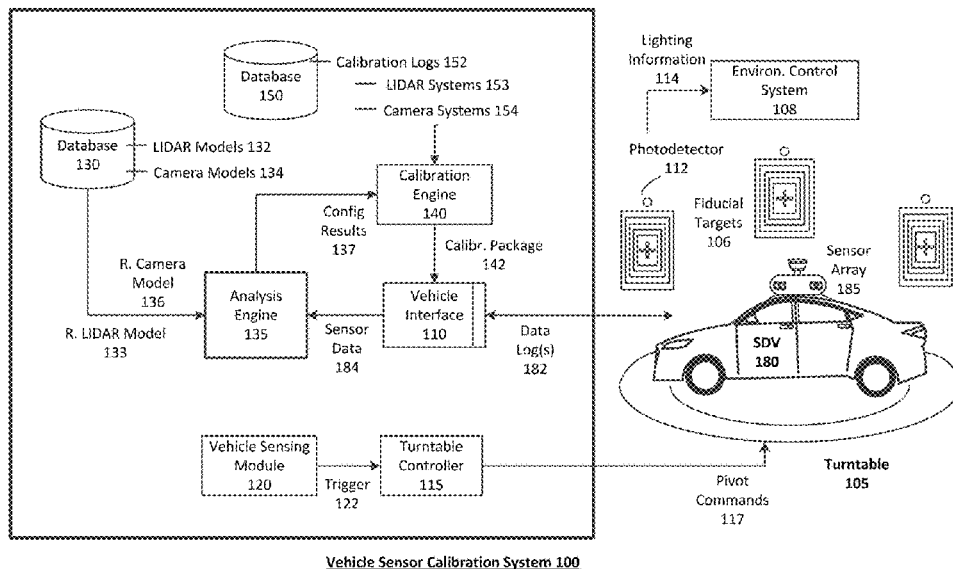 Database
150
Calibration Logs 152
LIDAR Systems 153
Camera Systems 154
Database
130
LIDAR Models 132
Camera Models 134
Calibration
Engine
140
Config
Results
137
Calibr. Package
142
R. Camera
Model
136
R. LIDAR Model
133
Analysis
Engine
135
Sensor
Data
184
Vehicle
Interface
110
Data
Log(s)
182
Vehicle Sensing
Module
120
Trigger
122
Turntable
Controller
115
Pivot
Commands
117
Lighting
Information
114
Environ. Control
System
108
Photodetector
112
Fiducial
Targets
106
Sensor
Array
185
SDV
180
Turntable
105
Vehicle Sensor Calibration System 100